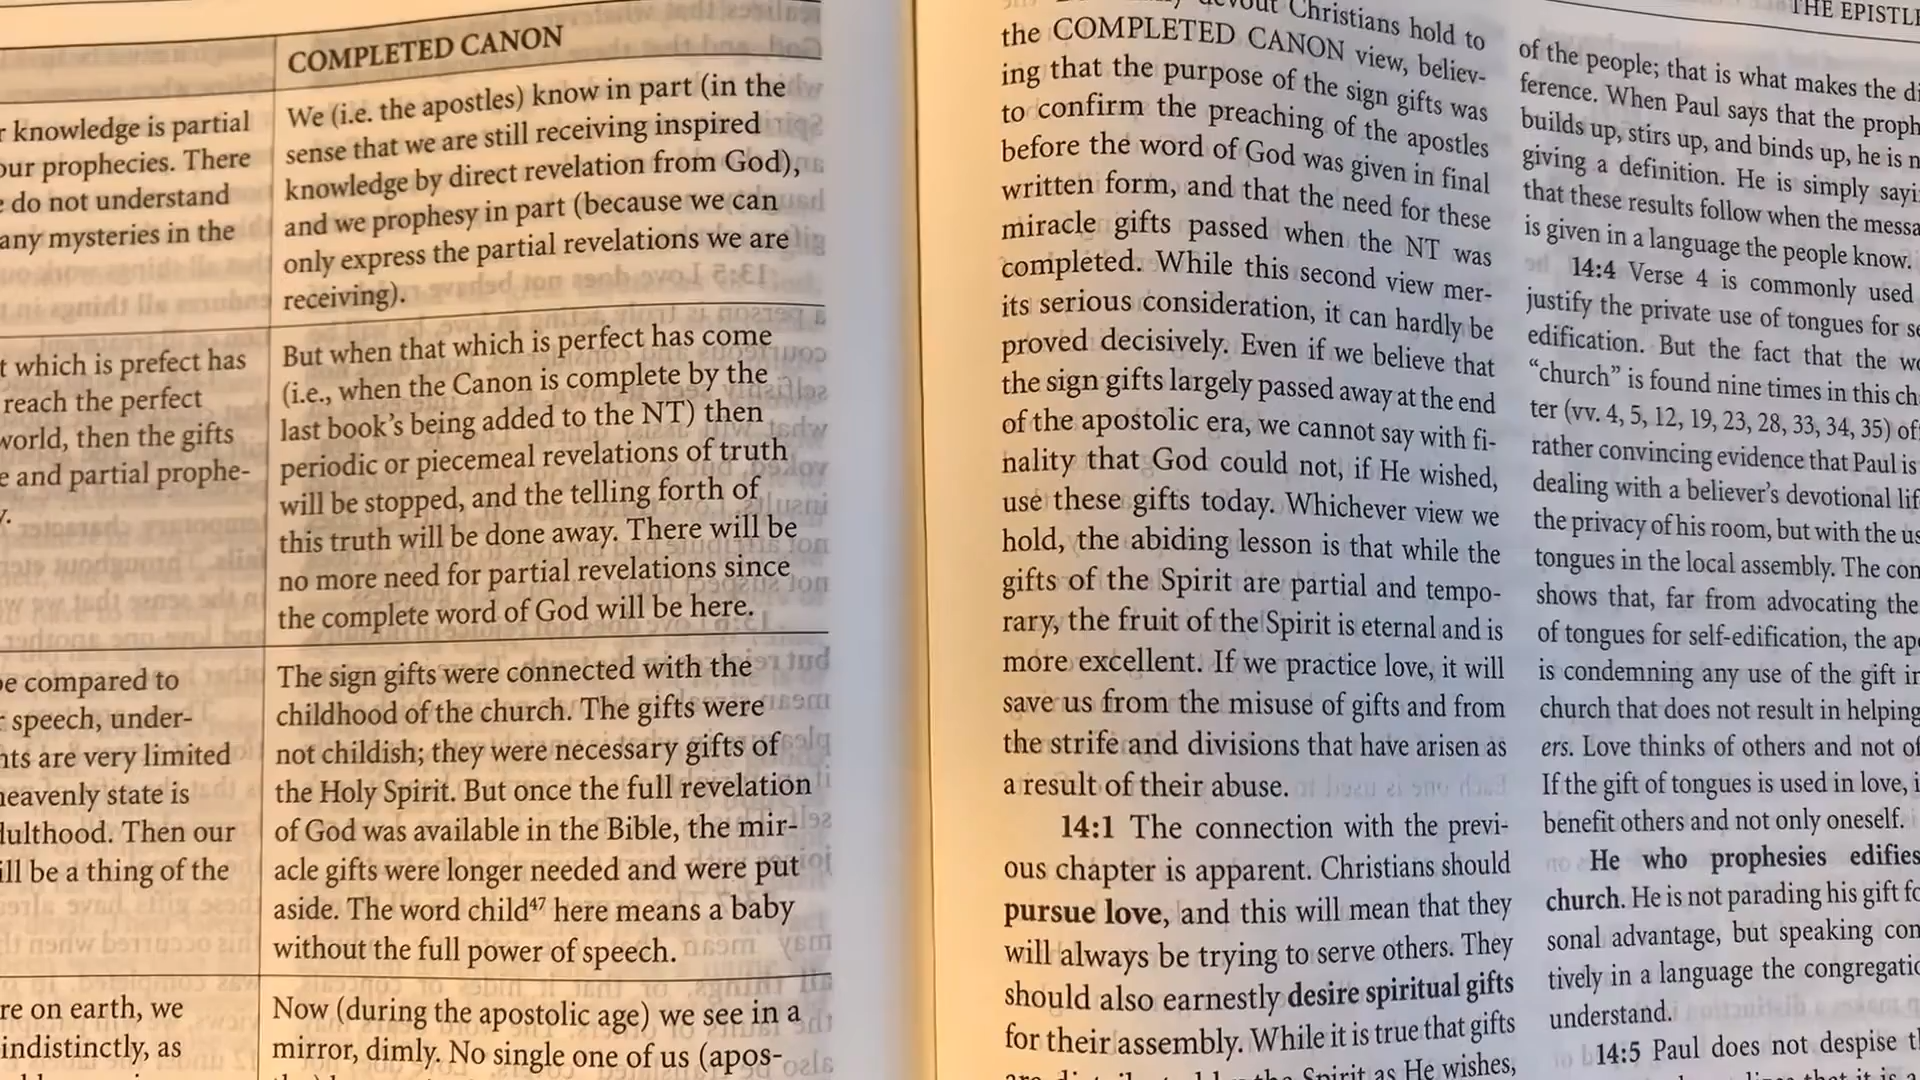 r knowledge is partial
our prophecies. There
e do not understand
any mysteries in the
t which is prefect has
reach the perfect
world, then the gifts
e and partial prophe-
y.
be compared to
r speech, under-
nts are very limited
heavenly state is
dulthood. Then our
ill be a thing of the
re on earth, we
indistinctly, as
COMPLETED CANON
We (i.e. the apostles) know in part (in the
sense that we are still receiving inspired
knowledge by direct revelation from God),
and we prophesy in part (because we can
only express the partial revelations we are
receiving).
But when that which is perfect has come
(i.e., when the Canon is complete by the
last book's being added to the NT) then
periodic or piecemeal revelations of truth
will be stopped, and the telling forth of
this truth will be done away. There will be
no more need for partial revelations since
the complete word of God will be here.
The sign gifts were connected with the
childhood of the church. The gifts were
not childish; they were necessary gifts of
the Holy Spirit. But once the full revelation
of God was available in the Bible, the mir-
acle gifts were longer needed and were put
aside. The word child⁴⁷ here means a baby
without the full power of speech.
Now (during the apostolic age) we see in a
mirror, dimly. No single one of us (apos-
devout Christians hold to
the COMPLETED CANON view, believ-
ing that the purpose of the sign gifts was
to confirm the preaching of the apostles
before the word of God was given in final
written form, and that the need for these
miracle gifts passed when the NT was
completed. While this second view mer-
its serious consideration, it can hardly be
proved decisively. Even if we believe that
the sign gifts largely passed away at the end
of the apostolic era, we cannot say with fi-
nality that God could not, if He wished,
use these gifts today. Whichever view we
hold, the abiding lesson is that while the
gifts of the Spirit are partial and tempo-
rary, the fruit of the Spirit is eternal and is
more excellent. If we practice love, it will
save us from the misuse of gifts and from
the strife and divisions that have arisen as
a result of their abuse.
14:1 The connection with the previ-
ous chapter is apparent. Christians should
pursue love, and this will mean that they
will always be trying to serve others. They
should also earnestly desire spiritual gifts
for their assembly. While it is true that gifts
the Spirit as He wishes,
THE EPISTL
of the people; that is what makes the di
ference. When Paul says that the proph
builds up, stirs up, and binds up, he is n
giving a definition. He is simply sayi
that these results follow when the messa
is given in a language the people know.
14:4 Verse 4 is commonly used
justify the private use of tongues for se
edification. But the fact that the wo
“church” is found nine times in this ch
ter (vv. 4, 5, 12, 19, 23, 28, 33, 34, 35) of
rather convincing evidence that Paul is
dealing with a believer's devotional lif
the privacy of his room, but with the us
tongues in the local assembly. The con
shows that, far from advocating the
of tongues for self-edification, the apo
is condemning any use of the gift in
church that does not result in helping
ers. Love thinks of others and not of
If the gift of tongues is used in love, i
benefit others and not only oneself.
He who prophesies edifies
church. He is not parading his gift fo
sonal advantage, but speaking con
tively in a language the congregatio
understand.
14:5 Paul does not despise t